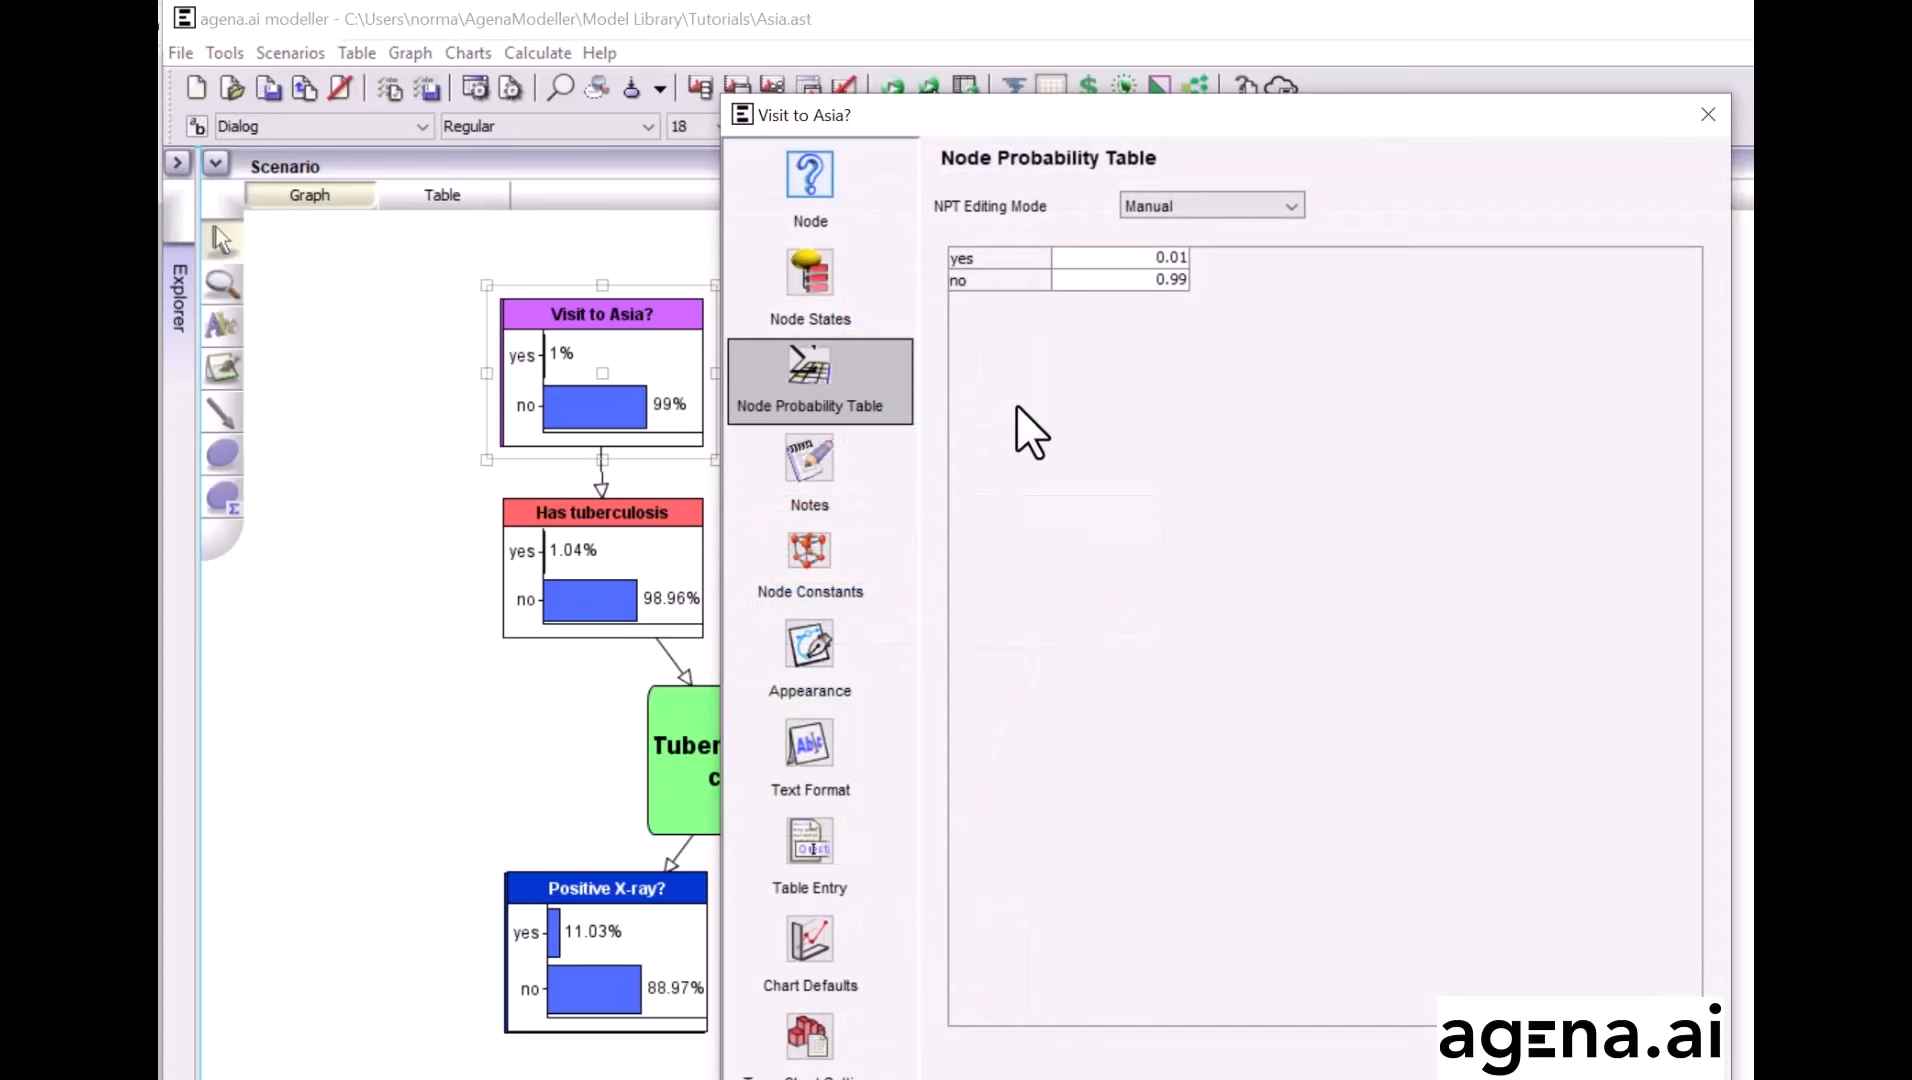 agena.ai modeller - C:\Users\norma\AgenaModeller\Model Library\Tutorials\Asia.ast
File Tools Scenarios Table Graph Charts Calculate Help
Dialog Regular 18
Visit to Asia?
Scenario
Graph Table
Explorer
Visit to Asia?
yes 1%
no 99%
Has tuberculosis
yes 1.04%
no 98.96%
Tuber
c
Positive X-ray?
yes 11.03%
no 88.97%
Node
Node States
Node Probability Table
Notes
Node Constants
Appearance
Text Format
Table Entry
Chart Defaults
Node Probability Table
NPT Editing Mode Manual
yes 0.01
no 0.99
agena.ai